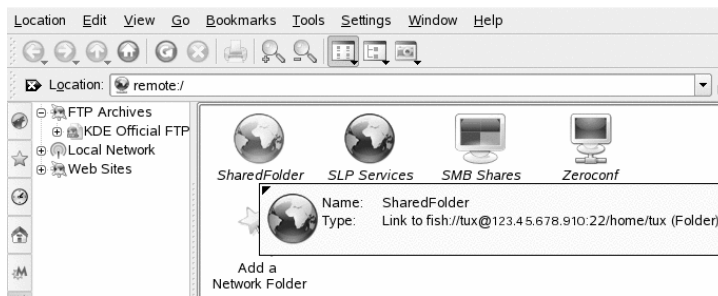 Location Edit View Go Bookmarks Tools Settings Window Help
Location: remote:/
FTP Archives
KDE Official FTP
Local Network
Web Sites
SharedFolder SLP Services SMB Shares Zeroconf
Name: SharedFolder
Type: Link to fish://tux@123.45.678.910:22/home/tux (Folder)
Add a
Network Folder